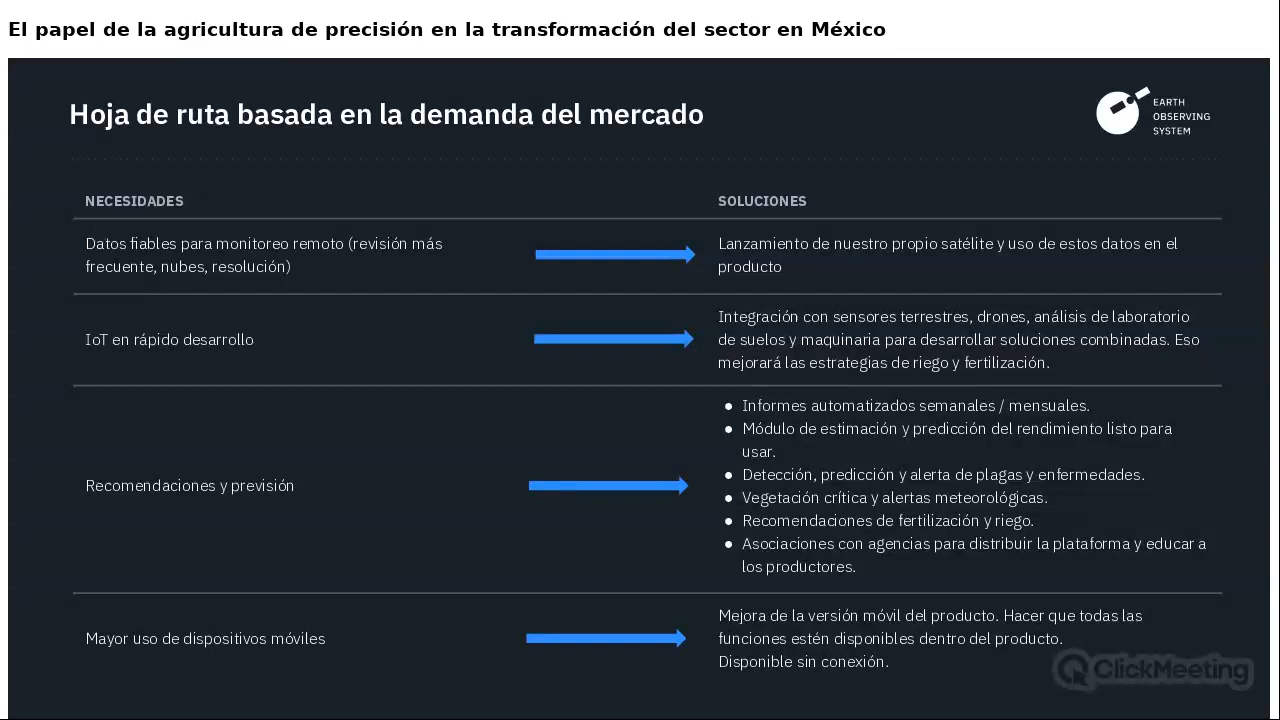 El papel de la agricultura de precisión en la transformación del sector en México
Hoja de ruta basada en la demanda del mercado
EARTH
OBSERVING
SYSTEM
NECESIDADES
SOLUCIONES
Datos fiables para monitoreo remoto (revisión más
frecuente, nubes, resolución)
Lanzamiento de nuestro propio satélite y uso de estos datos en el
producto
IoT en rápido desarrollo
Integración con sensores terrestres, drones, análisis de laboratorio
de suelos y maquinaria para desarrollar soluciones combinadas. Eso
mejorará las estrategias de riego y fertilización.
Recomendaciones y previsión
● Informes automatizados semanales / mensuales.
● Módulo de estimación y predicción del rendimiento listo para
usar.
● Detección, predicción y alerta de plagas y enfermedades.
● Vegetación crítica y alertas meteorológicas.
● Recomendaciones de fertilización y riego.
● Asociaciones con agencias para distribuir la plataforma y educar a
los productores.
Mayor uso de dispositivos móviles
Mejora de la versión móvil del producto. Hacer que todas las
funciones estén disponibles dentro del producto.
Disponible sin conexión.
ClickMeeting